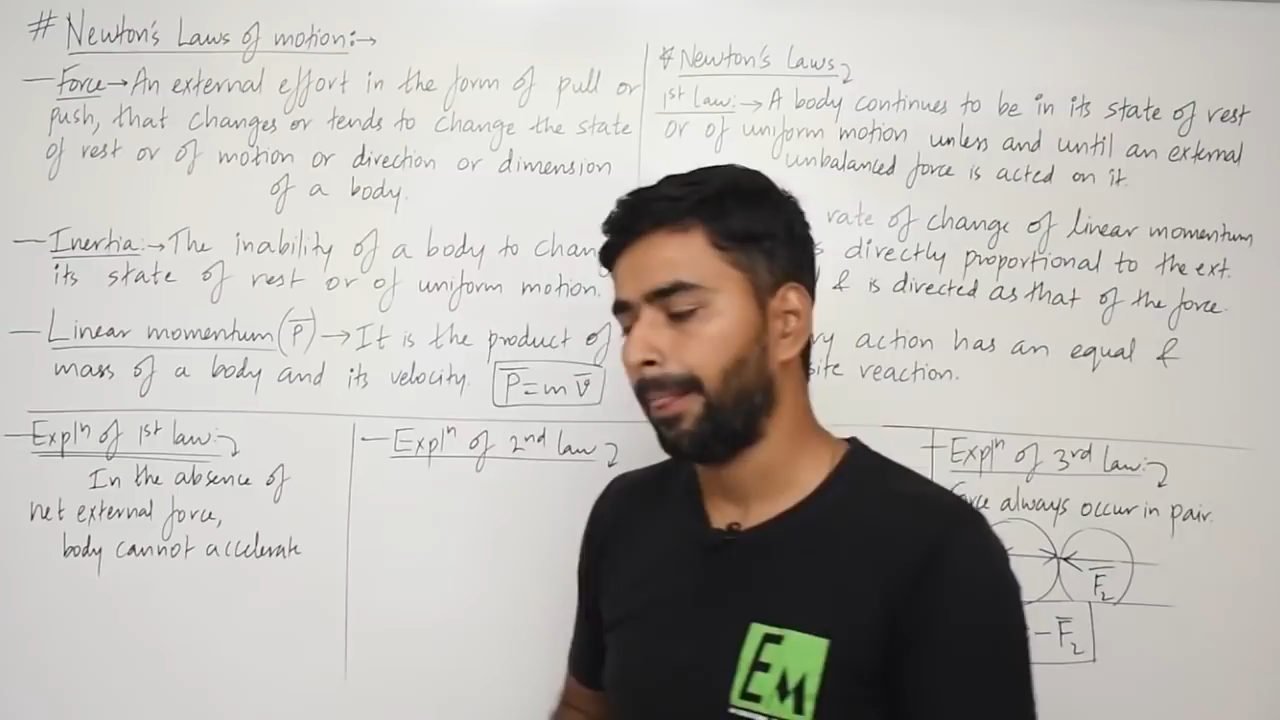 # Newton's Laws of motion:→
— Force → An external effort in the form of pull or
push, that changes or tends to change the state
of rest or of motion or direction or dimension
of a body.
— Inertia:→ The inability of a body to
its state of rest or of uniform motion.
— Linear momentum (P̅) → It is the product of
mass of a body and its velocity. P̅ = m v̅
* Newton's Laws
1st law:→ A body continues to be in its state of rest
or of uniform motion unless and until an external
unbalanced force is acted on it.
rate of change of linear momentum
directly proportional to the ext.
& is directed as that of the force.
action has an equal &
reaction.
— Explⁿ of 1st law:
In the absence of
net external force,
body cannot accelerate
— Explⁿ of 2nd law
Explⁿ of 3rd law:
always occur in pair.
F̅₂
- F̅₂
EM